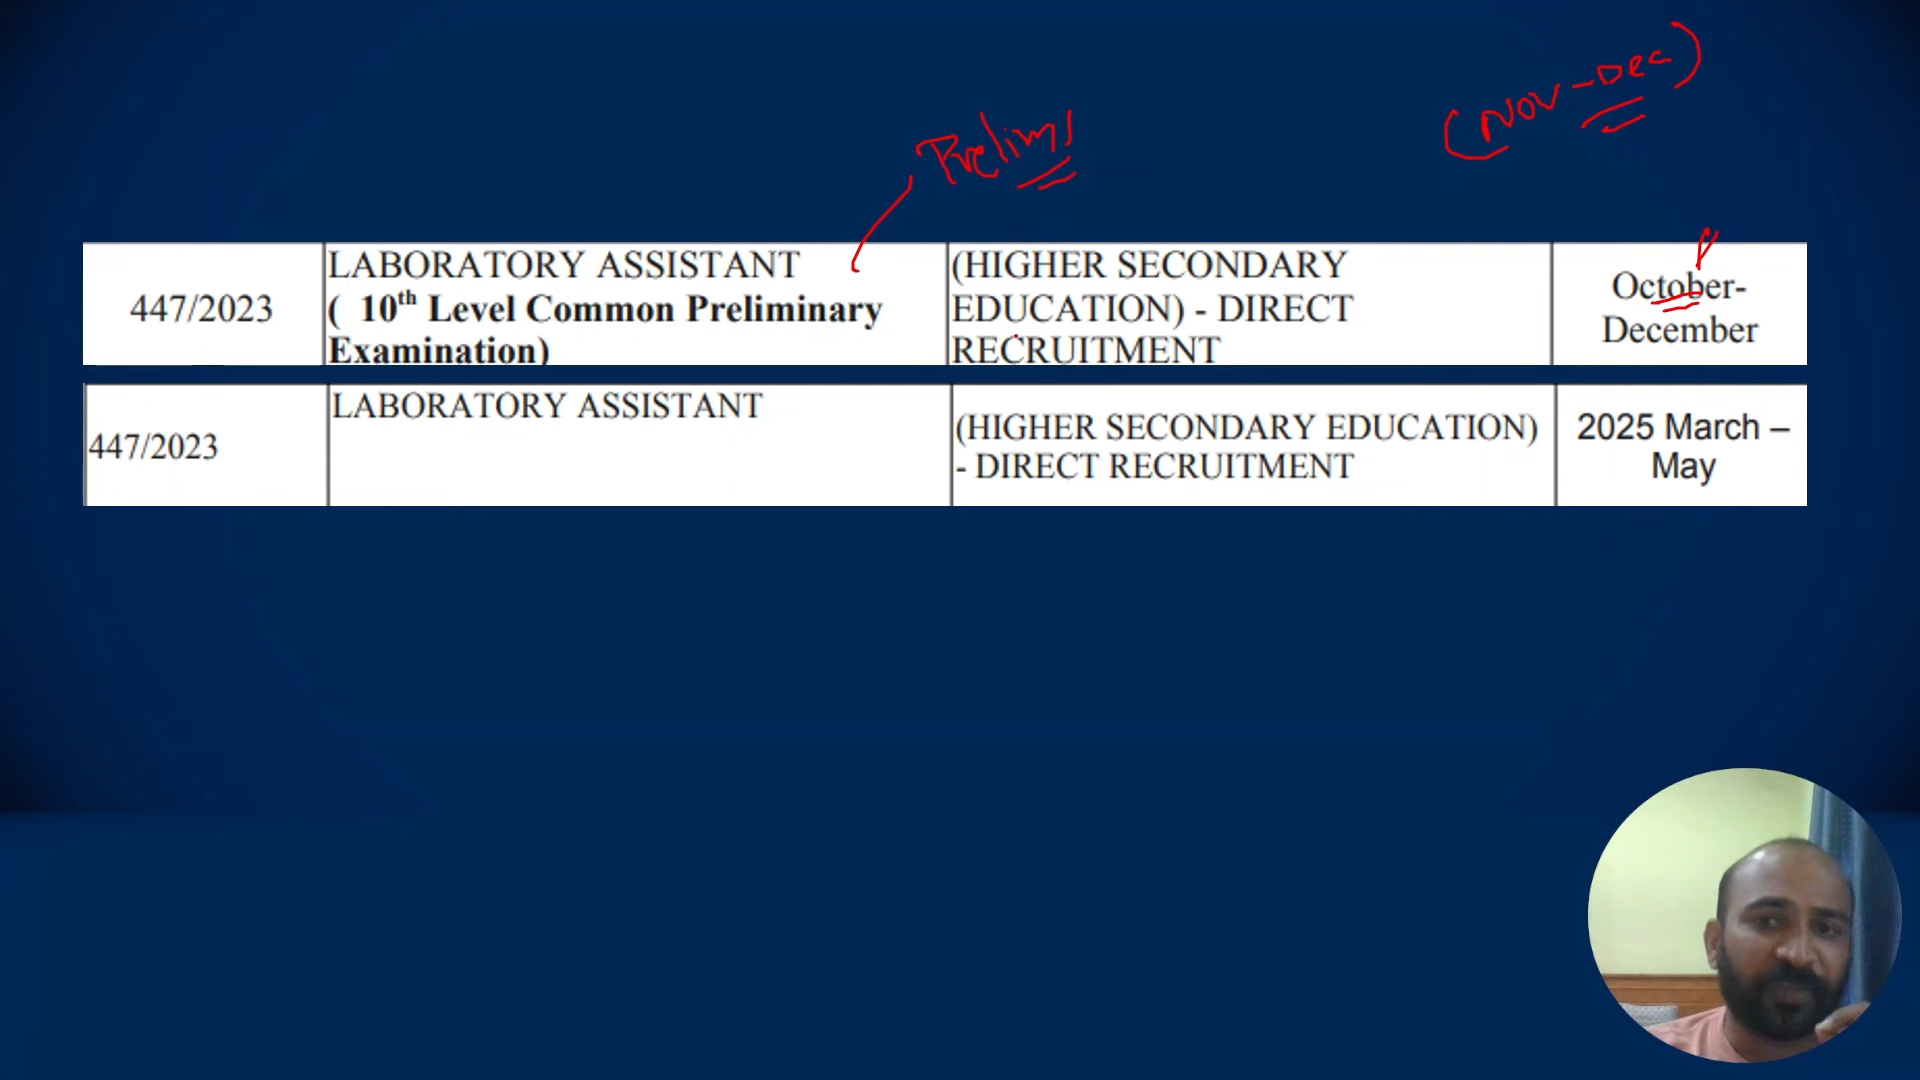 (Nov-Dec)
Prelims
447/2023
LABORATORY ASSISTANT
( 10th Level Common Preliminary
Examination)
(HIGHER SECONDARY
EDUCATION) - DIRECT
RECRUITMENT
October-
December
447/2023
LABORATORY ASSISTANT
(HIGHER SECONDARY EDUCATION)
- DIRECT RECRUITMENT
2025 March –
May